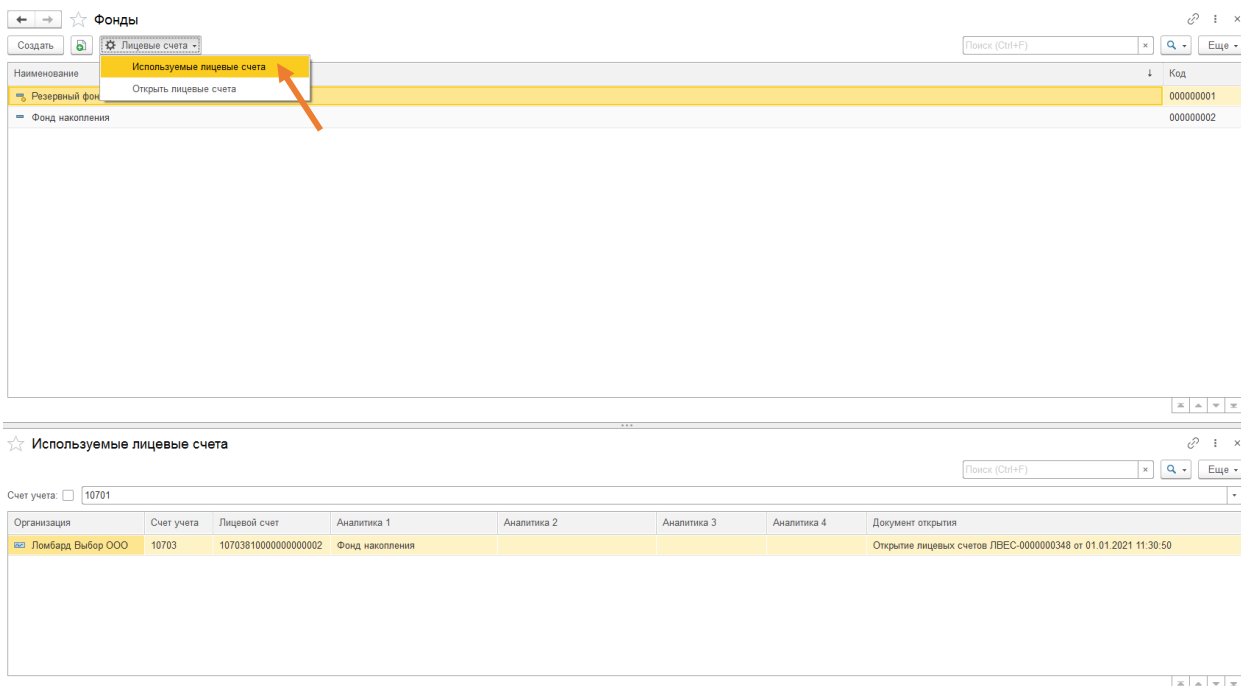 Фонды
Создать Лицевые счета Поиск (Ctrl+F) × Еще
Наименование Используемые лицевые счета ↓ Код
Открыть лицевые счета
Резервный фон 000000001
Фонд накопления 000000002
Используемые лицевые счета
Поиск (Ctrl+F) × Еще
Счет учета: 10701
Организация Счет учета Лицевой счет Аналитика 1 Аналитика 2 Аналитика 3 Аналитика 4 Документ открытия
Ломбард Выбор ООО 10703 10703810000000000002 Фонд накопления Открытие лицевых счетов ЛВЕС-0000000348 от 01.01.2021 11:30:50